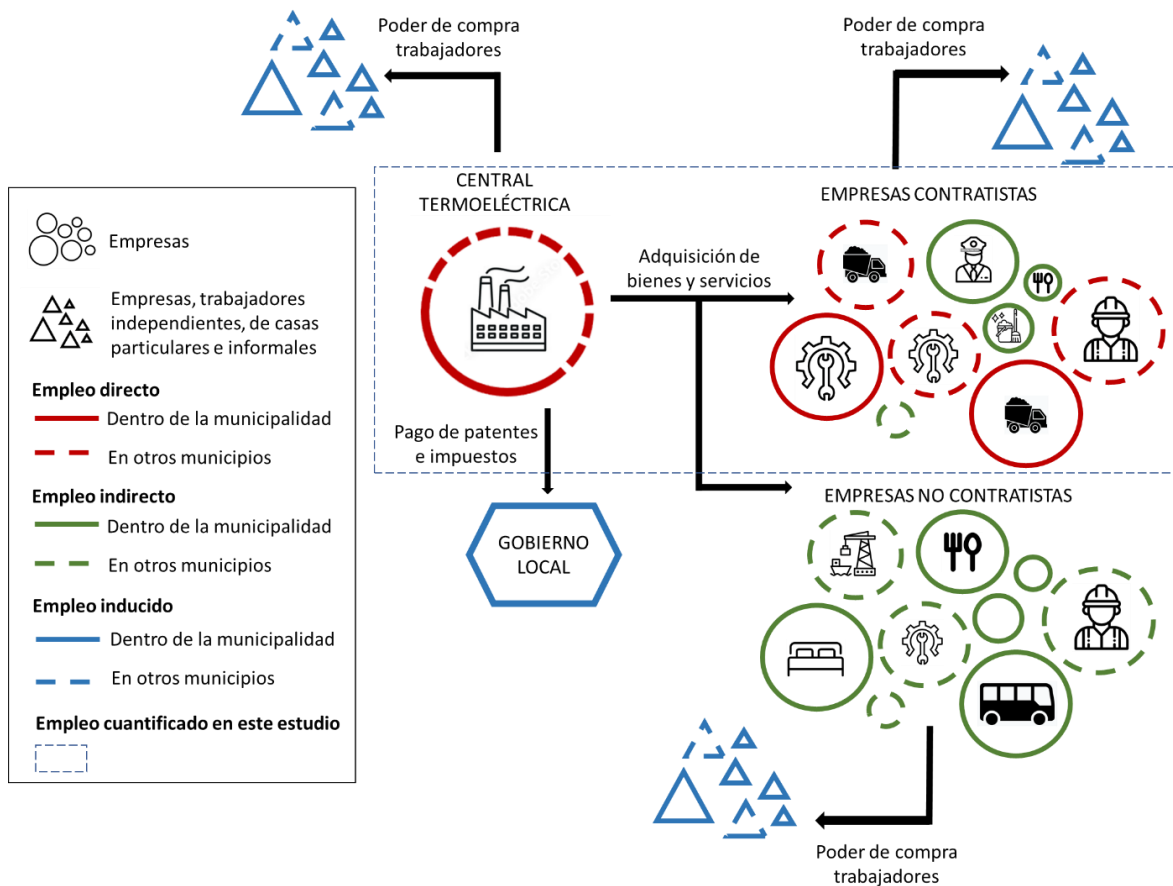 Poder de compra
trabajadores
Poder de compra
trabajadores
CENTRAL
TERMOELÉCTRICA
EMPRESAS CONTRATISTAS
Adquisición de
bienes y servicios
Pago de patentes
e impuestos
GOBIERNO
LOCAL
EMPRESAS NO CONTRATISTAS
Poder de compra
trabajadores
Empresas
Empresas, trabajadores
independientes, de casas
particulares e informales
Empleo directo
Dentro de la municipalidad
En otros municipios
Empleo indirecto
Dentro de la municipalidad
En otros municipios
Empleo inducido
Dentro de la municipalidad
En otros municipios
Empleo cuantificado en este estudio